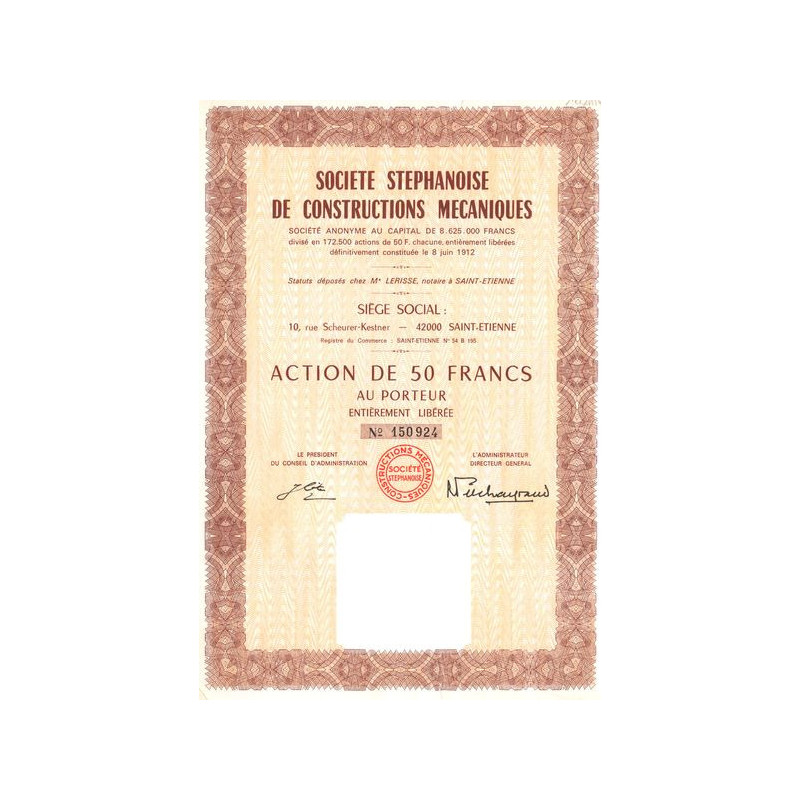 SOCIETE STEPHANOISE
DE CONSTRUCTIONS MECANIQUES
SOCIÉTÉ ANONYME AU CAPITAL DE 8.625.000 FRANCS
divisé en 172.500 actions de 50 F. chacune, entièrement libérées
définitivement constituée le 8 juin 1912
Statuts déposés chez Mᵉ LERISSE, notaire à SAINT-ETIENNE
SIÈGE SOCIAL :
10, rue Scheurer-Kestner — 42000 SAINT-ETIENNE
Registre du Commerce : SAINT-ETIENNE N° 54 B 195
ACTION DE 50 FRANCS
AU PORTEUR
ENTIÈREMENT LIBÉRÉE
Nº 150924
LE PRESIDENT
DU CONSEIL D'ADMINISTRATION
L'ADMINISTRATEUR
DIRECTEUR GENERAL
CONSTRUCTIONS MÉCANIQUES
SOCIÉTÉ
STEPHANOISE